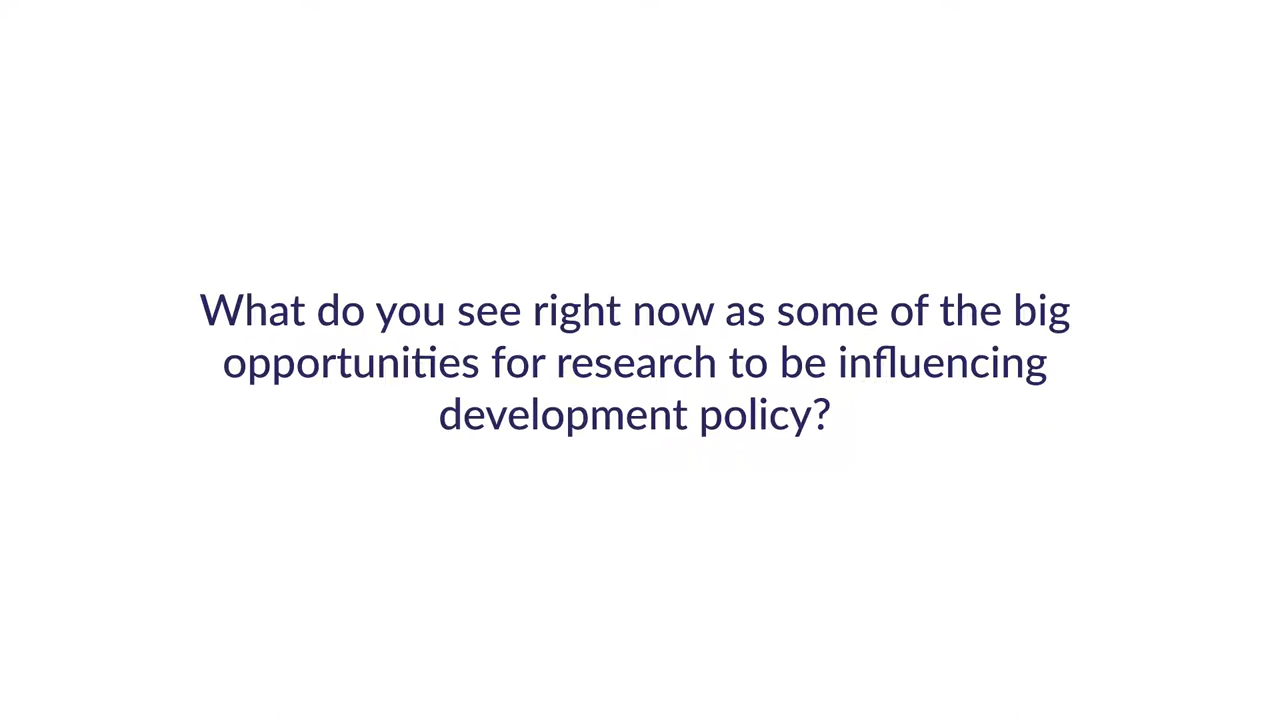 What do you see right now as some of the big
opportunities for research to be influencing
development policy?